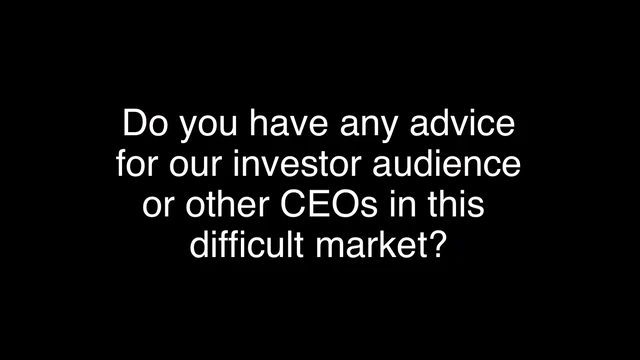 Do you have any advice
for our investor audience
or other CEOs in this
difficult market?